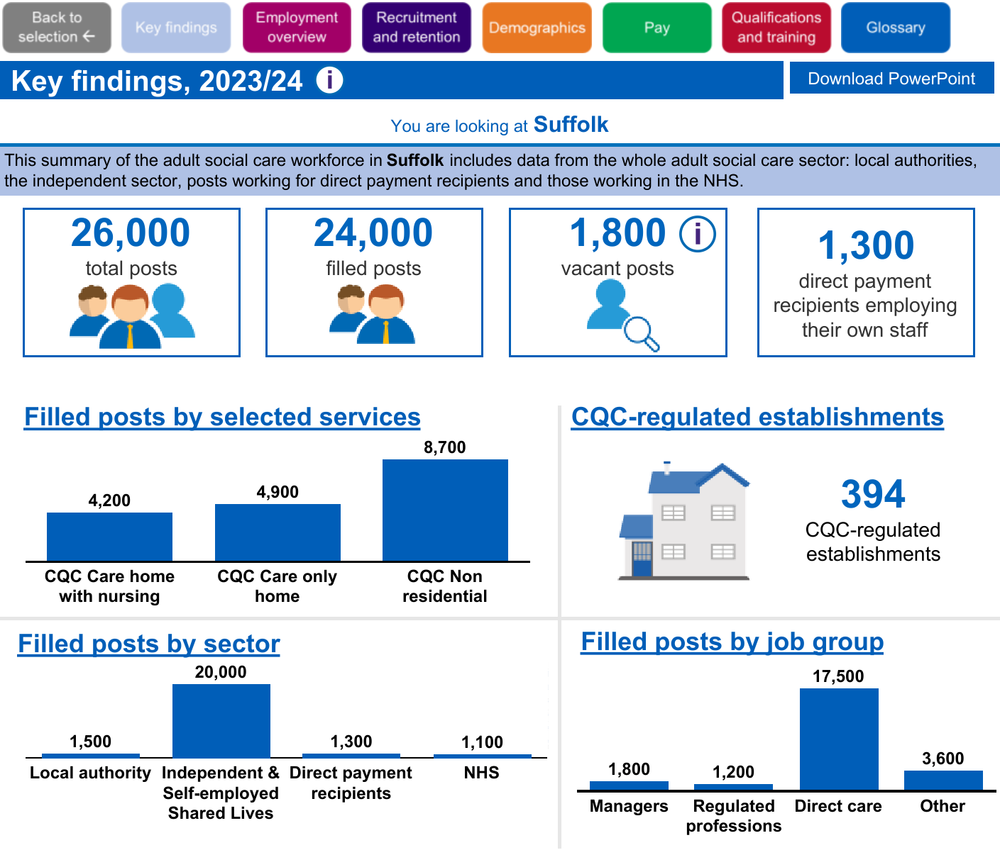 Back to
selection ←
Key findings
Employment
overview
Recruitment
and retention
Demographics
Pay
Qualifications
and training
Glossary
Key findings, 2023/24 i
Download PowerPoint
You are looking at Suffolk
This summary of the adult social care workforce in Suffolk includes data from the whole adult social care sector: local authorities,
the independent sector, posts working for direct payment recipients and those working in the NHS.
26,000
total posts
24,000
filled posts
1,800 i
vacant posts
1,300
direct payment
recipients employing
their own staff
Filled posts by selected services
8,700
4,200
4,900
CQC Care home
with nursing
CQC Care only
home
CQC Non
residential
CQC-regulated establishments
394
CQC-regulated
establishments
Filled posts by sector
20,000
1,500
1,300
1,100
Local authority
Independent &
Self-employed
Shared Lives
Direct payment
recipients
NHS
Filled posts by job group
17,500
1,800
1,200
3,600
Managers
Regulated
professions
Direct care
Other